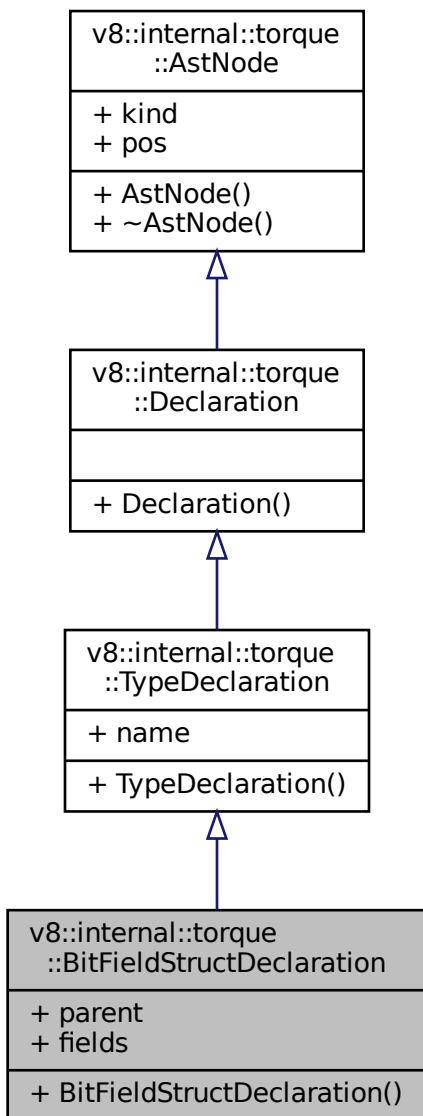 v8::internal::torque
::AstNode
+ kind
+ pos
+ AstNode()
+ ~AstNode()
v8::internal::torque
::Declaration
+ Declaration()
v8::internal::torque
::TypeDeclaration
+ name
+ TypeDeclaration()
v8::internal::torque
::BitFieldStructDeclaration
+ parent
+ fields
+ BitFieldStructDeclaration()